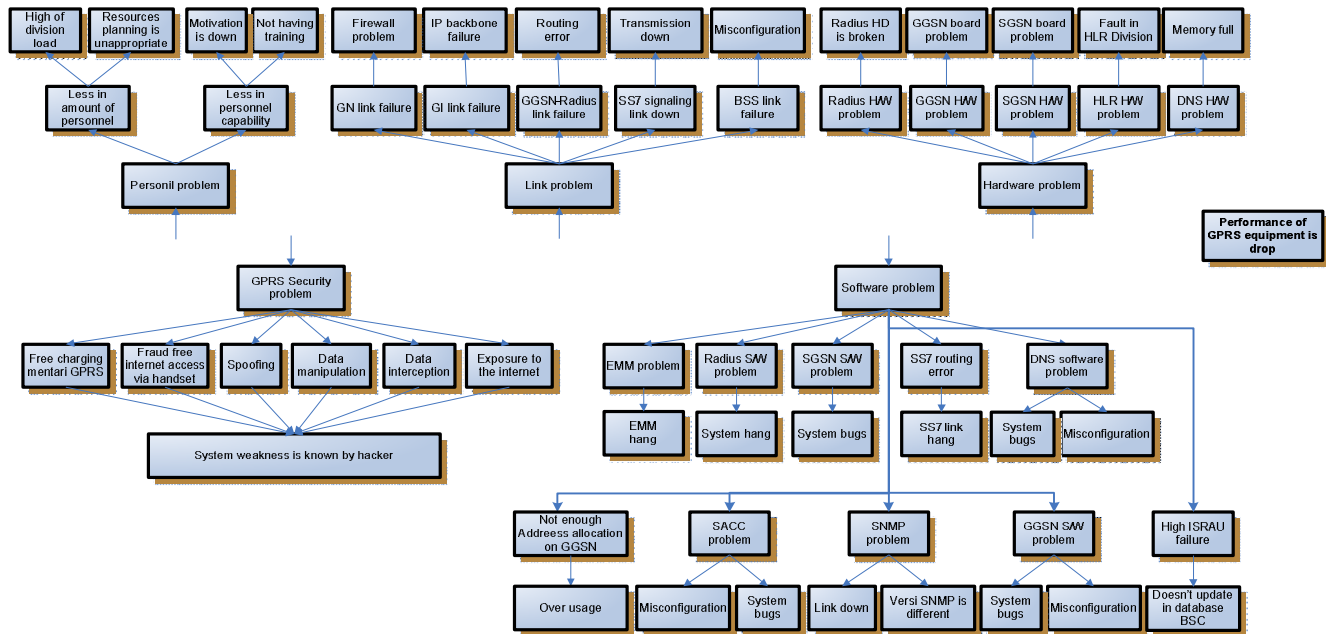 High of
division
load
Resources
planning is
unappropriate
Motivation
is down
Not having
training
Firewall
problem
IP backbone
failure
Routing
error
Transmission
down
Misconfiguration
Radius HD
is broken
GGSN board
problem
SGSN board
problem
Fault in
HLR Division
Memory full
Less in
amount of
personnel
Less in
personnel
capability
GN link failure
GI link failure
GGSN-Radius
link failure
SS7 signaling
link down
BSS link
failure
Radius H/W
problem
GGSN H/W
problem
SGSN H/W
problem
HLR H/W
problem
DNS H/W
problem
Personil problem
Link problem
Hardware problem
Performance of
GPRS equipment is
drop
GPRS Security
problem
Software problem
Free charging
mentari GPRS
Fraud free
internet access
via handset
Spoofing
Data
manipulation
Data
interception
Exposure to
the internet
EMM problem
Radius S/W
problem
SGSN S/W
problem
SS7 routing
error
DNS software
problem
EMM
hang
System hang
System bugs
SS7 link
hang
System
bugs
Misconfiguration
System weakness is known by hacker
Not enough
Addreess allocation
on GGSN
SACC
problem
SNMP
problem
GGSN S/W
problem
High ISRAU
failure
Over usage
Misconfiguration
System
bugs
Link down
Versi SNMP is
different
System
bugs
Misconfiguration
Doesn't update
in database
BSC